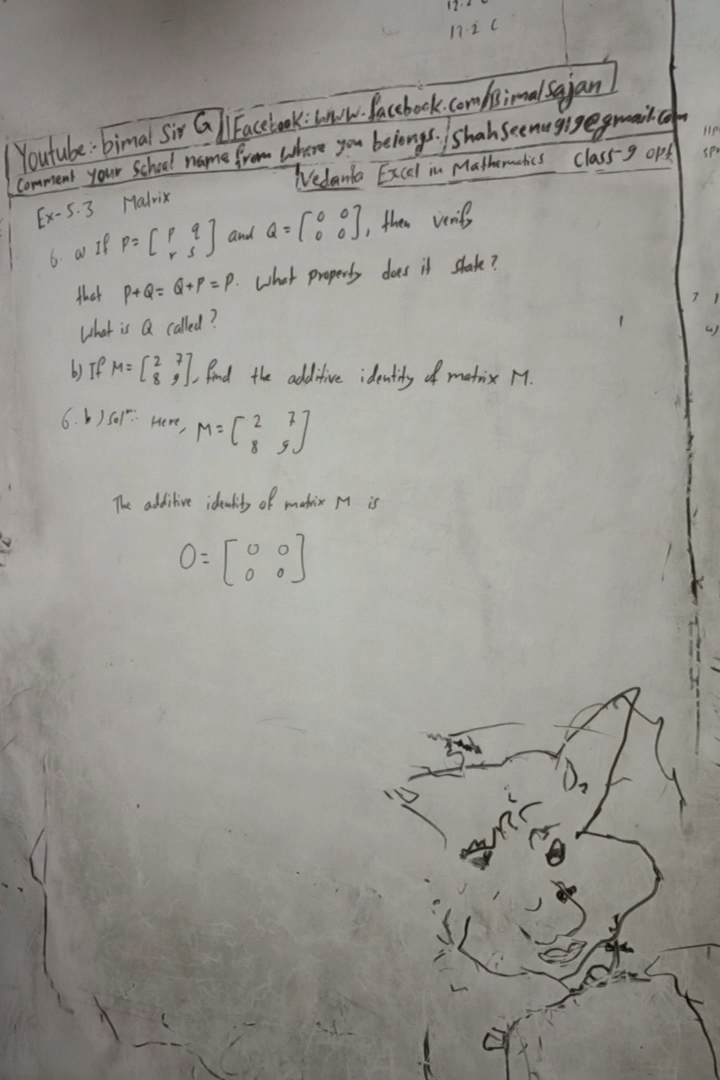 17.2 C
Youtube:- bimal Sir G || Facebook: www.facebook.com/Bimalsajan
Comment your School name from where you belongs. | Shahseenu919@gmail.com
Vedanta Excel in Mathematics Class-9 opt
Ex-5.3 Matrix
6. a) If P = [ p q r s ] and Q = [ 0 0 0 0 ], then verify
that P+Q = Q+P = P. What property does it state?
What is Q called?
b) If M = [ 2 7 8 9 ], find the additive identity of matrix M.
6. b) Solⁿ: Here, M = [ 2 7 8 9 ]
The additive identity of matrix M is
O = [ 0 0 0 0 ]